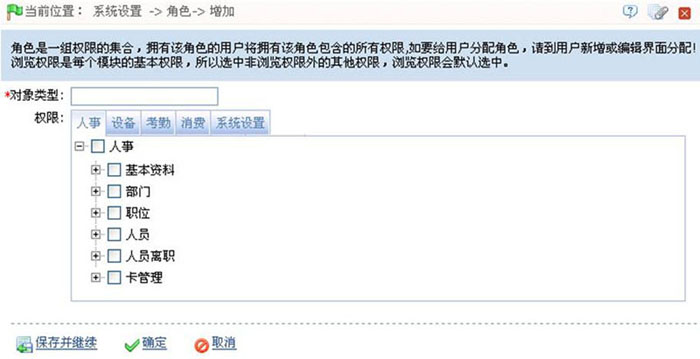 当前位置: 系统设置 -> 角色-> 增加
角色是一组权限的集合，拥有该角色的用户将拥有该角色包含的所有权限,如要给用户分配角色，请到用户新增或编辑界面分配!
浏览权限是每个模块的基本权限，所以选中非浏览权限外的其他权限，浏览权限会默认选中。
*对象类型:
权限: 人事 设备 考勤 消费 系统设置
人事
基本资料
部门
职位
人员
人员离职
卡管理
保存并继续 确定 取消